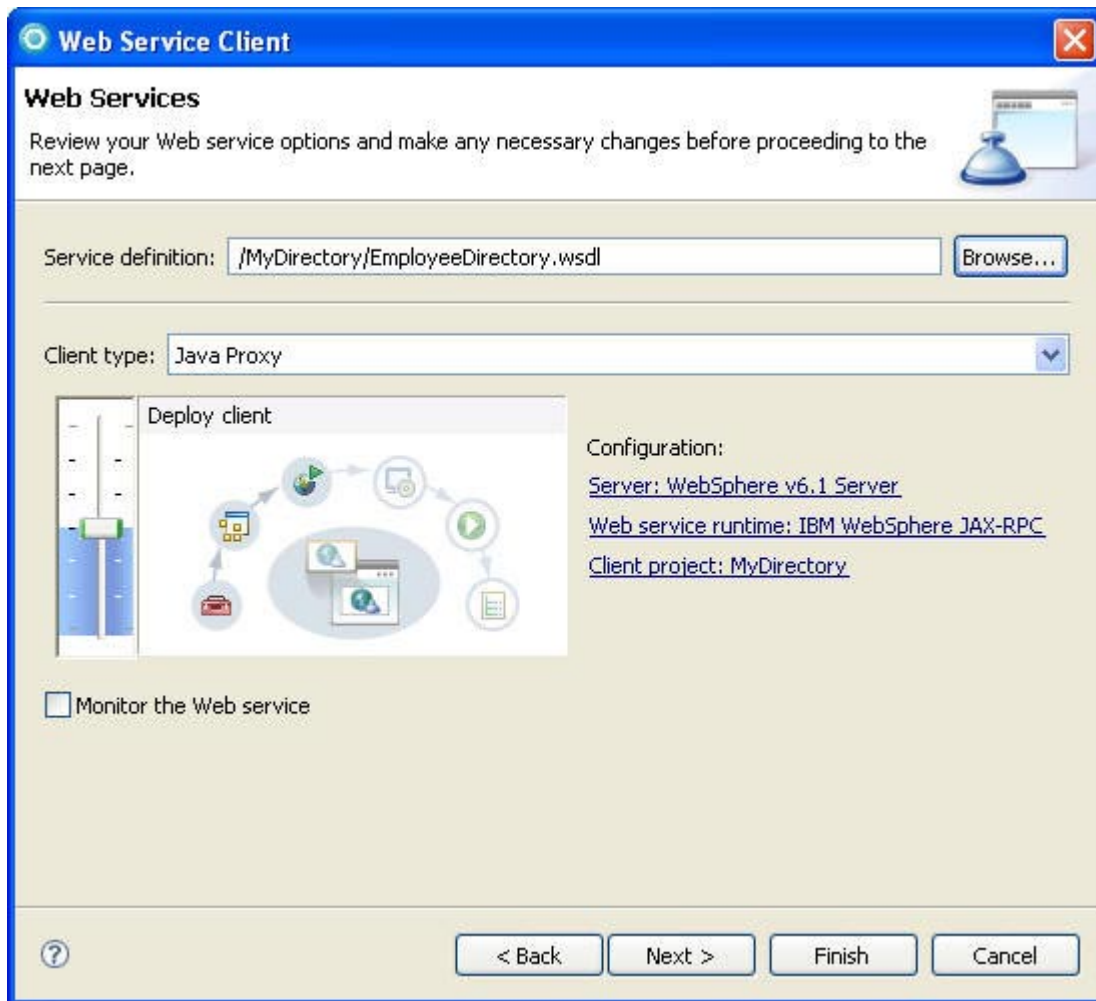 Web Service Client
Web Services
Review your Web service options and make any necessary changes before proceeding to the
next page.
Service definition: /MyDirectory/EmployeeDirectory.wsdl Browse...
Client type: Java Proxy
Deploy client
Configuration:
Server: WebSphere v6.1 Server
Web service runtime: IBM WebSphere JAX-RPC
Client project: MyDirectory
Monitor the Web service
? < Back Next > Finish Cancel